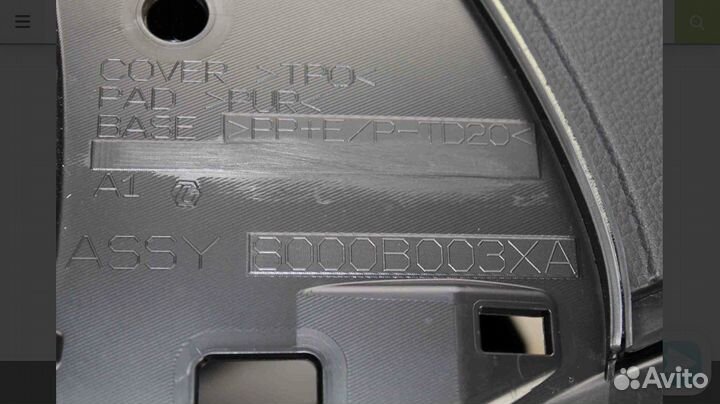 COVER >TPO<
PAD >PUR<
BASE >PP+E/P-TD20<
A1
ASSY 8000B003XA
Avito